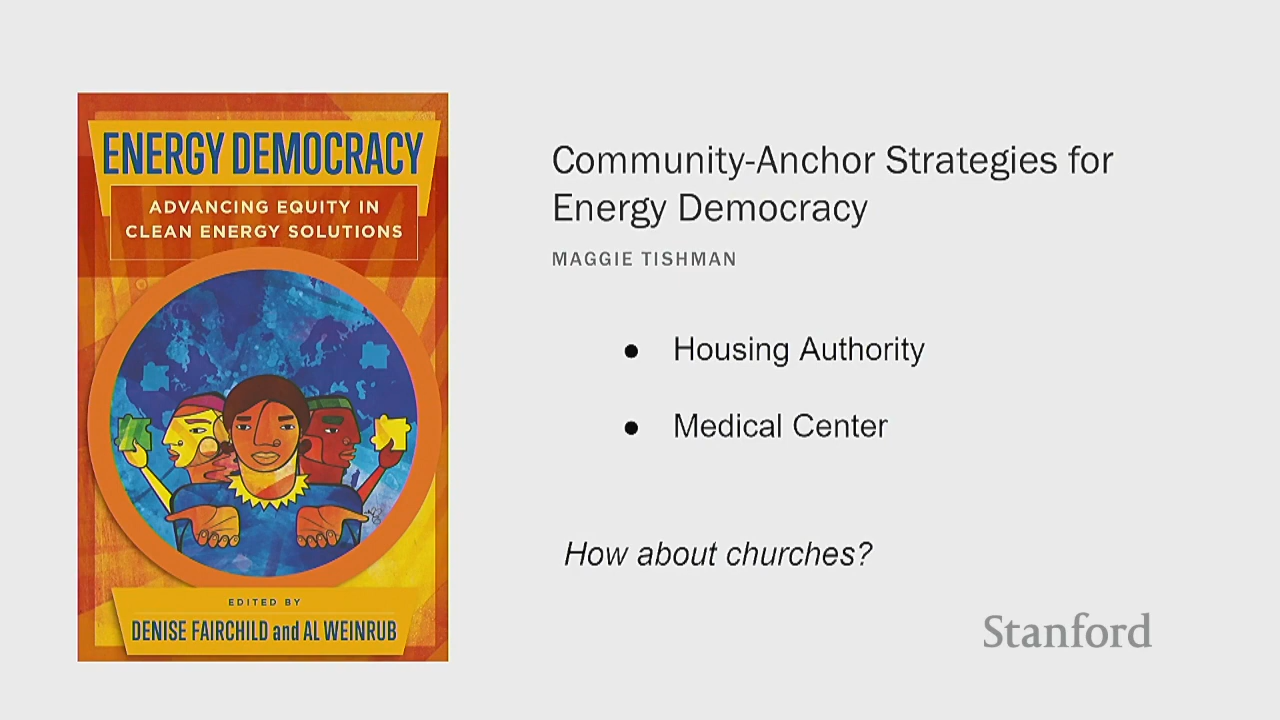 ENERGY DEMOCRACY
ADVANCING EQUITY IN
CLEAN ENERGY SOLUTIONS
EDITED BY
DENISE FAIRCHILD and AL WEINRUB
Community-Anchor Strategies for
Energy Democracy
MAGGIE TISHMAN
● Housing Authority
● Medical Center
How about churches?
Stanford